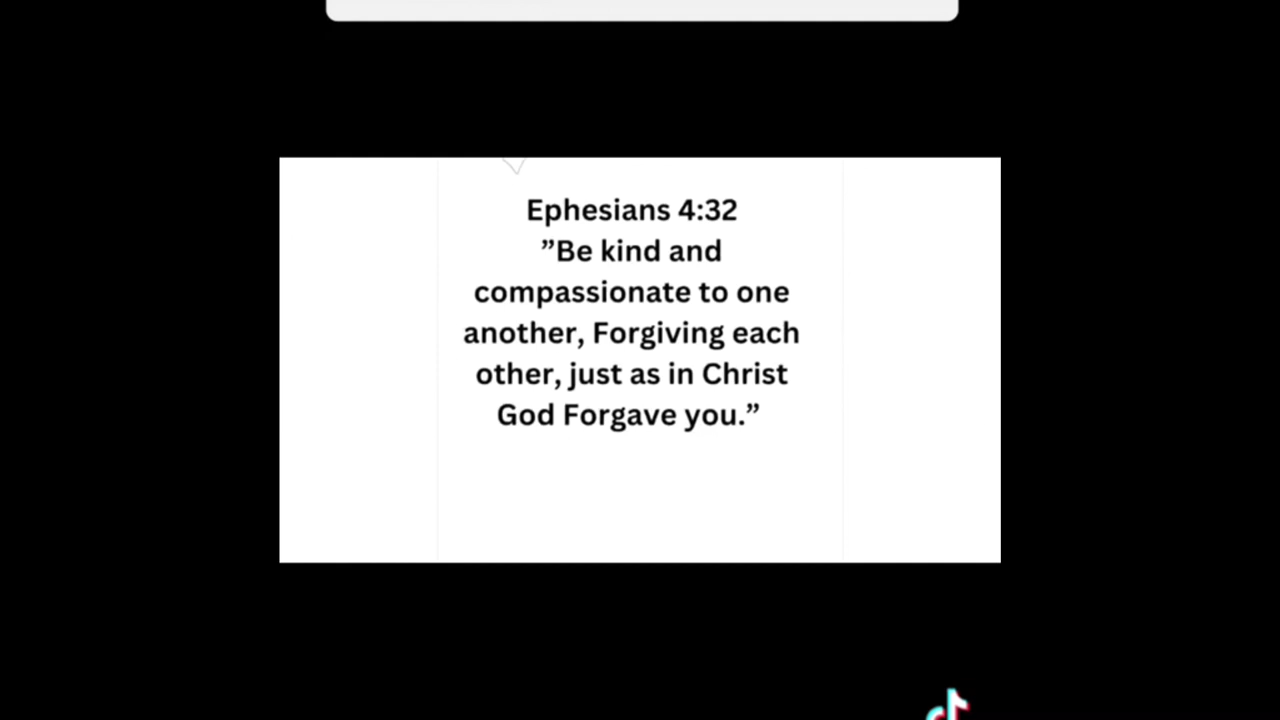 Ephesians 4:32
”Be kind and
compassionate to one
another, Forgiving each
other, just as in Christ
God Forgave you.”